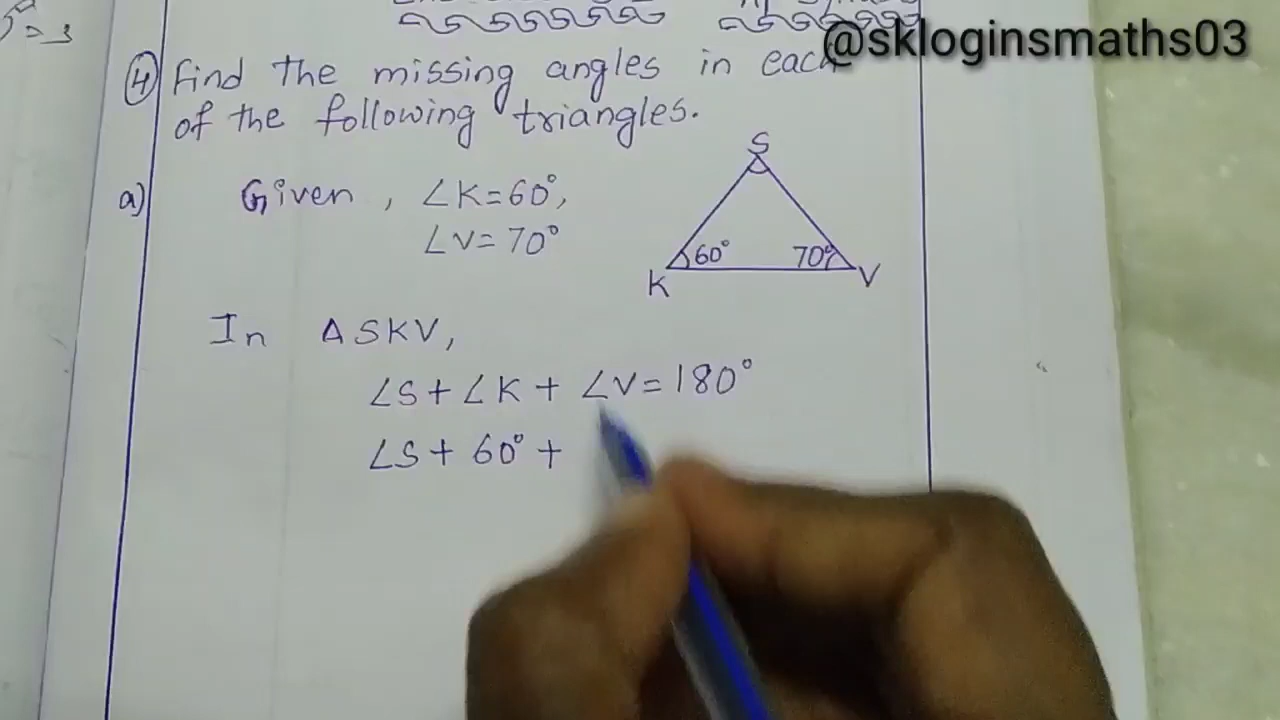 @skloginsmaths03
④ Find the missing angles in each
of the following triangles.
a) Given, ∠K=60°,
∠V=70°
S
60° 70°
K V
In ΔSKV,
∠S+∠K+∠V=180°
∠S+60°+